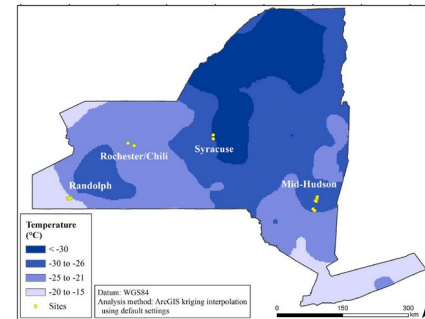 Rochester/Chili
Syracuse
Randolph
Mid-Hudson
Temperature
(°C)
< -30
-30 to -26
-25 to -21
-20 to -15
Sites
Datum: WGS84
Analysis method: ArcGIS kriging interpolation
using default settings
0
150
300
km